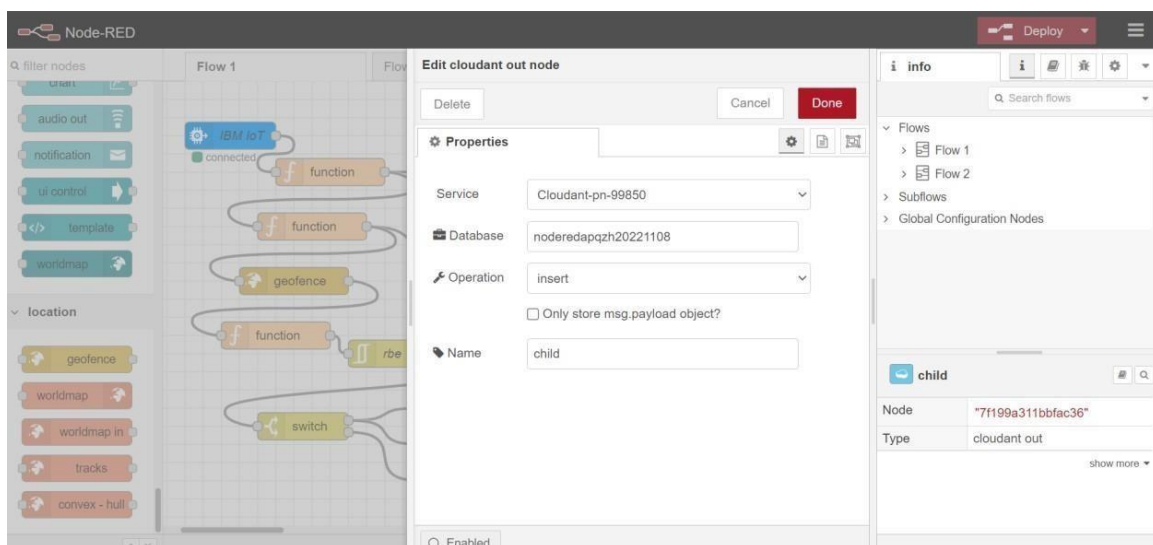 Node-RED
Deploy
filter nodes
chart
audio out
notification
ui control
template
worldmap
location
geofence
worldmap
worldmap in
tracks
convex - hull
Flow 1
Flow
IBM IoT
connected
function
function
geofence
function
rbe
switch
Edit cloudant out node
Delete
Cancel
Done
Properties
Service
Cloudant-pn-99850
Database
noderedapqzh20221108
Operation
insert
Only store msg.payload object?
Name
child
Enabled
i info
i
Search flows
Flows
Flow 1
Flow 2
Subflows
Global Configuration Nodes
child
Node
"7f199a311bbfac36"
Type
cloudant out
show more